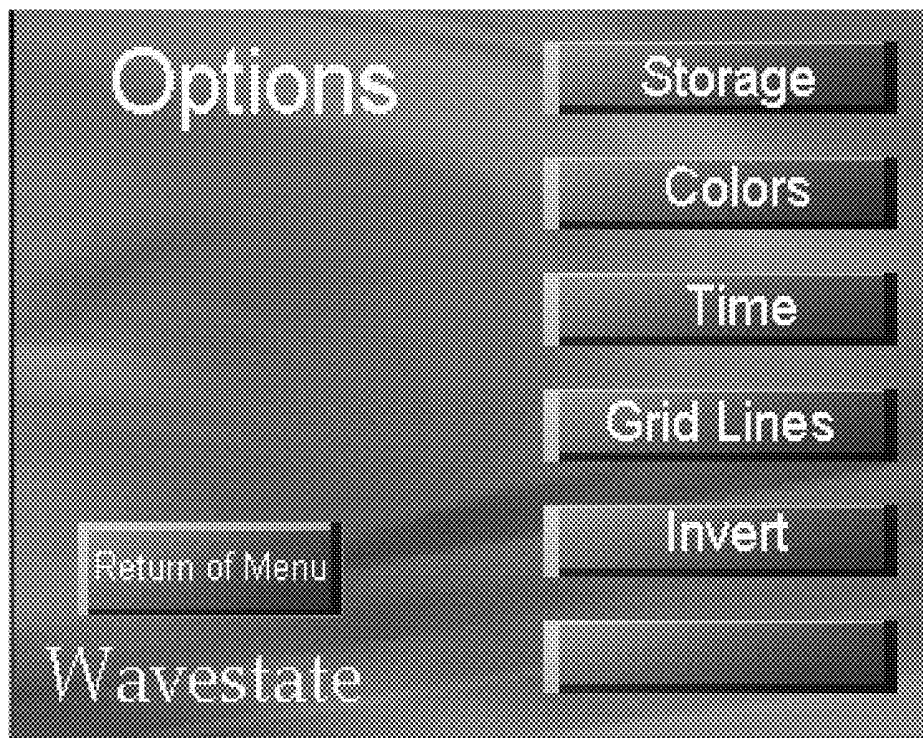 Options
Storage
Colors
Time
Grid Lines
Invert
Return of Menu
Wavestate